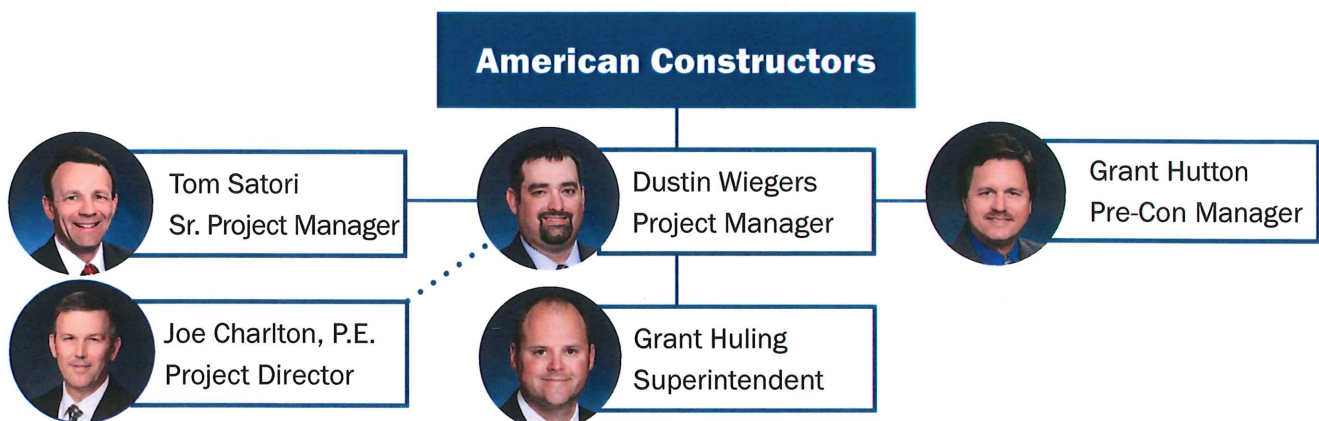 American Constructors
Tom Satori
Sr. Project Manager
Dustin Wiegers
Project Manager
Grant Hutton
Pre-Con Manager
Joe Charlton, P.E.
Project Director
Grant Huling
Superintendent